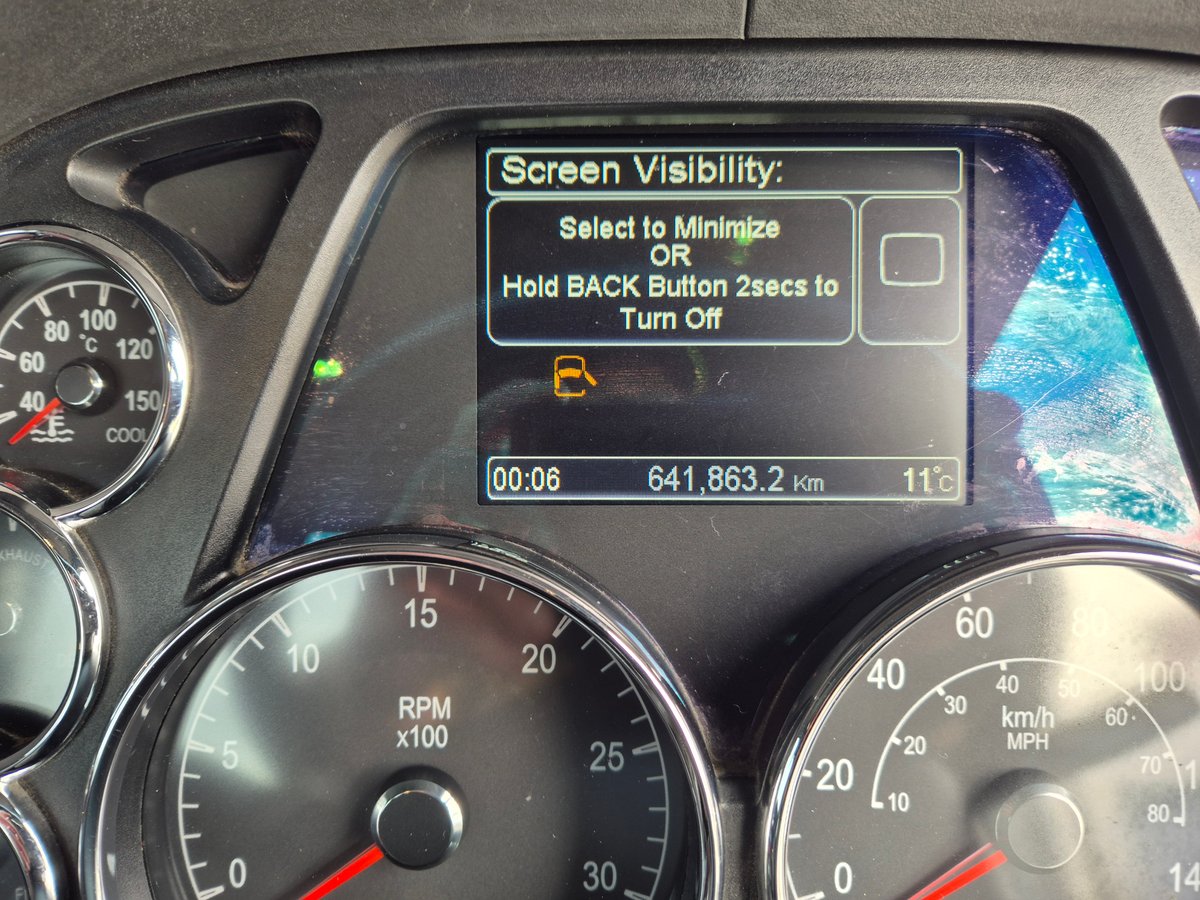 Screen Visibility:
Select to Minimize
OR
Hold BACK Button 2secs to
Turn Off
00:06 641,863.2 Km 11°C
40 60 80 100 120 150
°C
COOL
0 5 10 15 20 25 30
RPM
x100
0 20 40 60 80 100
10 20 30 40 50 60 70 80
km/h
MPH